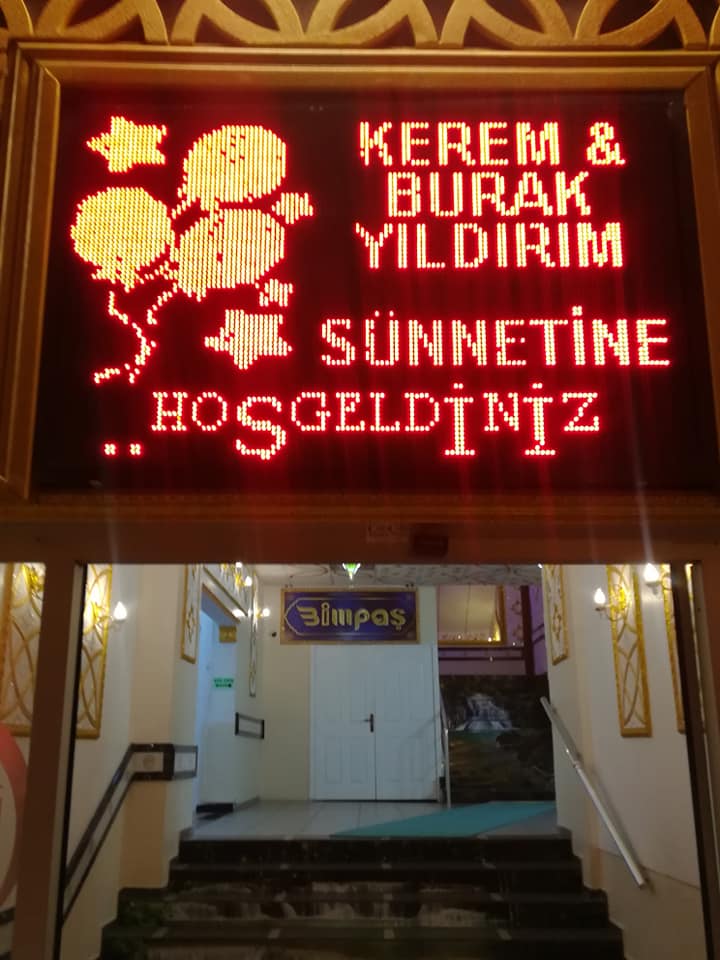 KEREM &
BURAK
YILDIRIM
SÜNNETİNE
..HOŞGELDİNİZ
Bimpaş